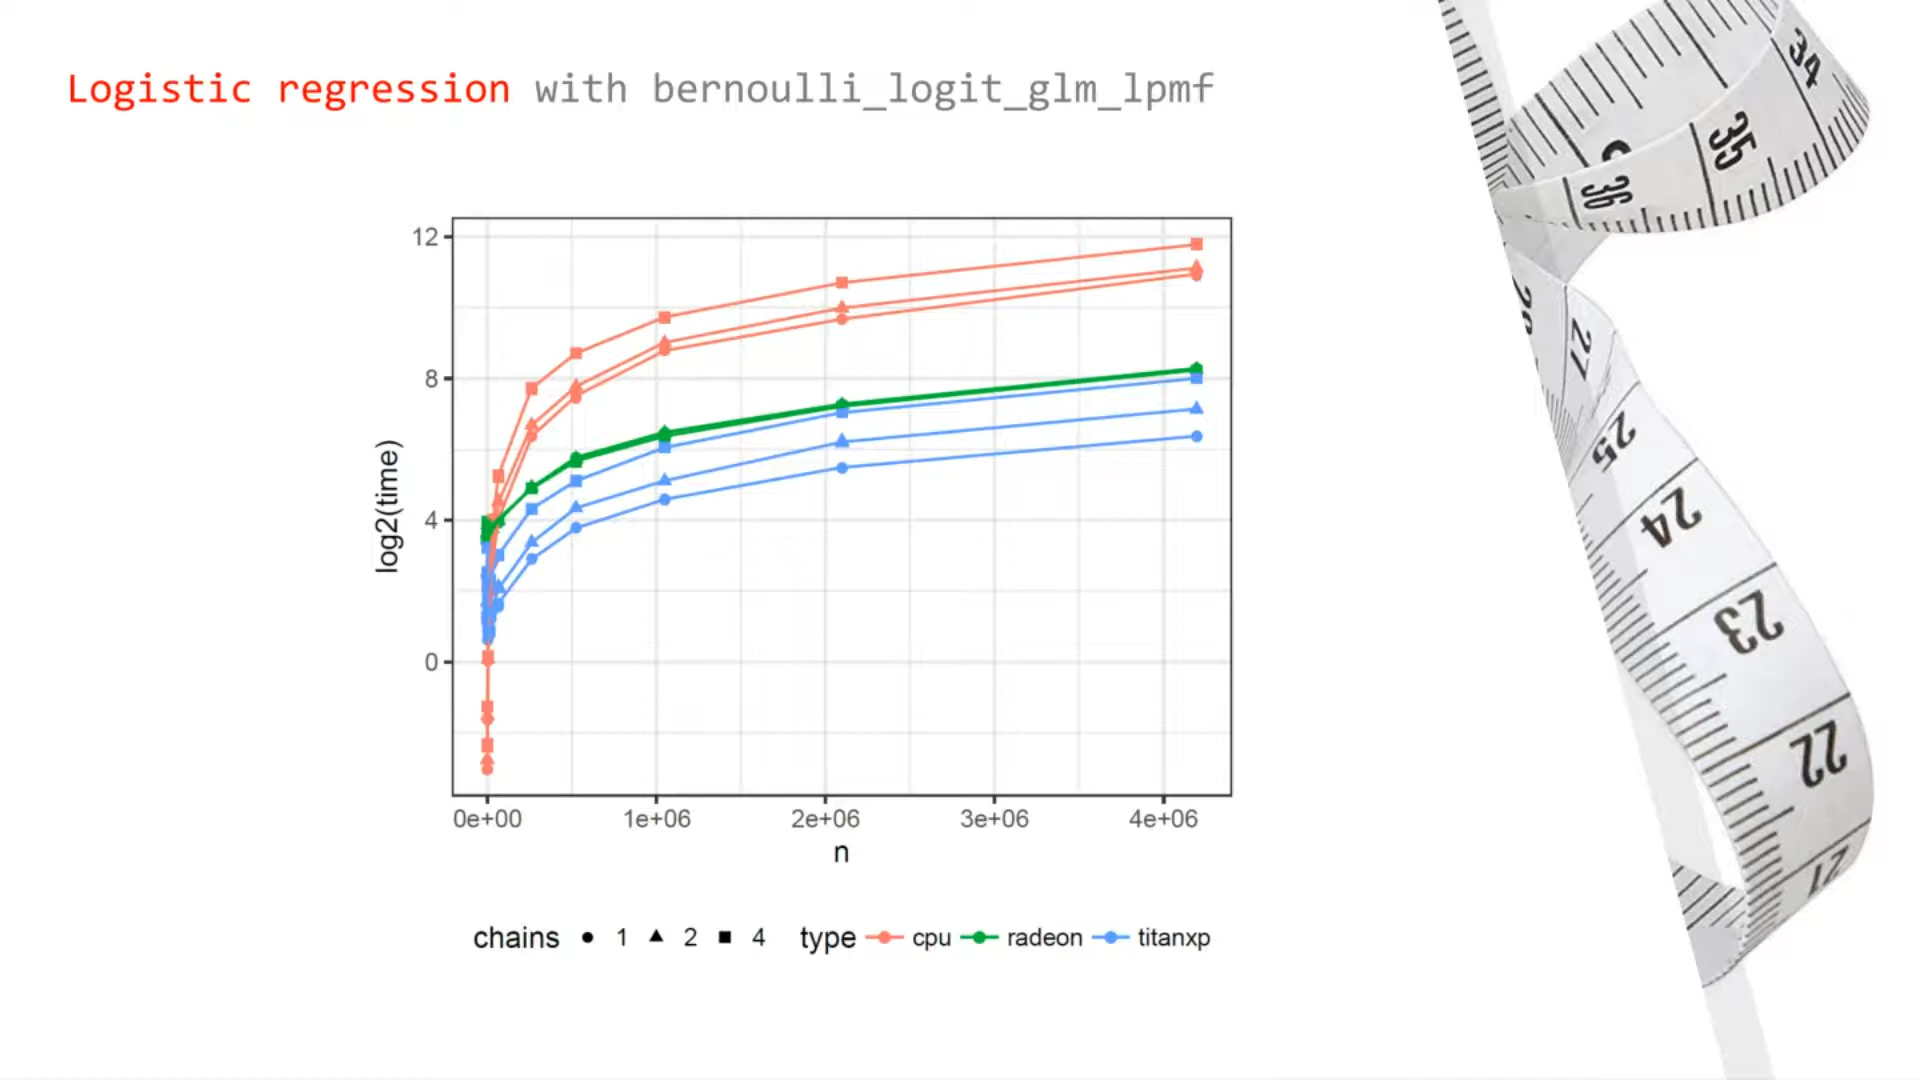 Logistic regression with bernoulli_logit_glm_lpmf
34
35
36
12
8
4
0
log2(time)
0e+00 1e+06 2e+06 3e+06 4e+06
n
chains 1 2 4 type cpu radeon titanxp
27
25
24
23
22
21